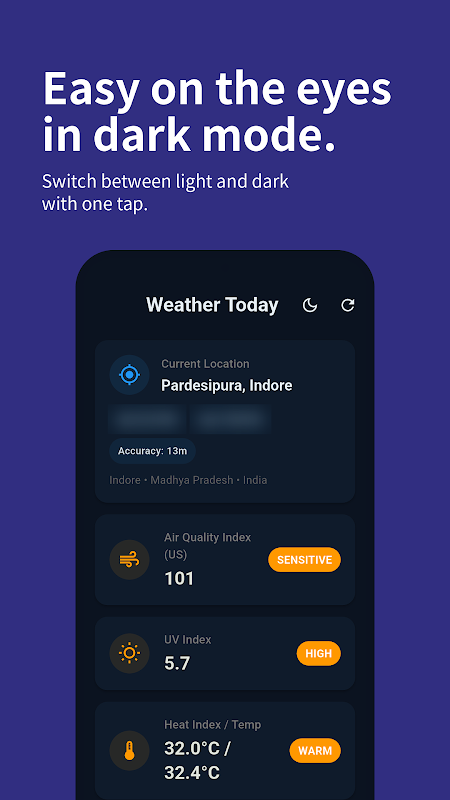 Easy on the eyes
in dark mode.
Switch between light and dark
with one tap.
Weather Today
Current Location
Pardesipura, Indore
Accuracy: 13m
Indore • Madhya Pradesh • India
Air Quality Index
(US)
101
SENSITIVE
UV Index
5.7
HIGH
Heat Index / Temp
32.0°C /
32.4°C
WARM